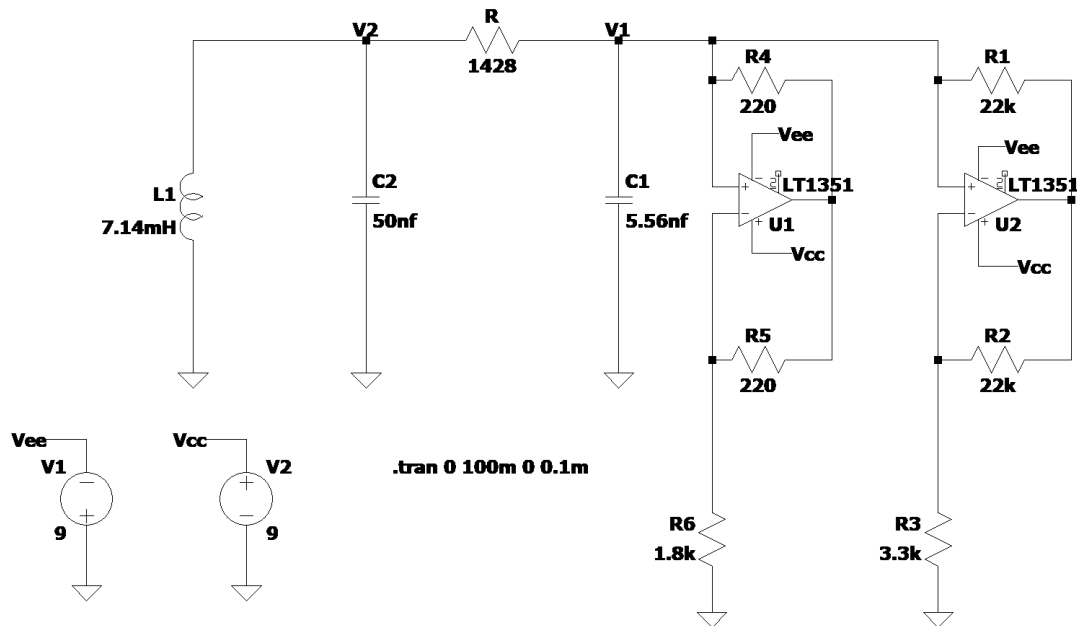 V2
R
1428
V1
R4
220
R1
22k
Vee
Vee
L1
7.14mH
C2
50nf
C1
5.56nf
LT1351
U1
LT1351
U2
Vcc
Vcc
R5
220
R2
22k
Vee
V1
9
Vcc
V2
9
.tran 0 100m 0 0.1m
R6
1.8k
R3
3.3k